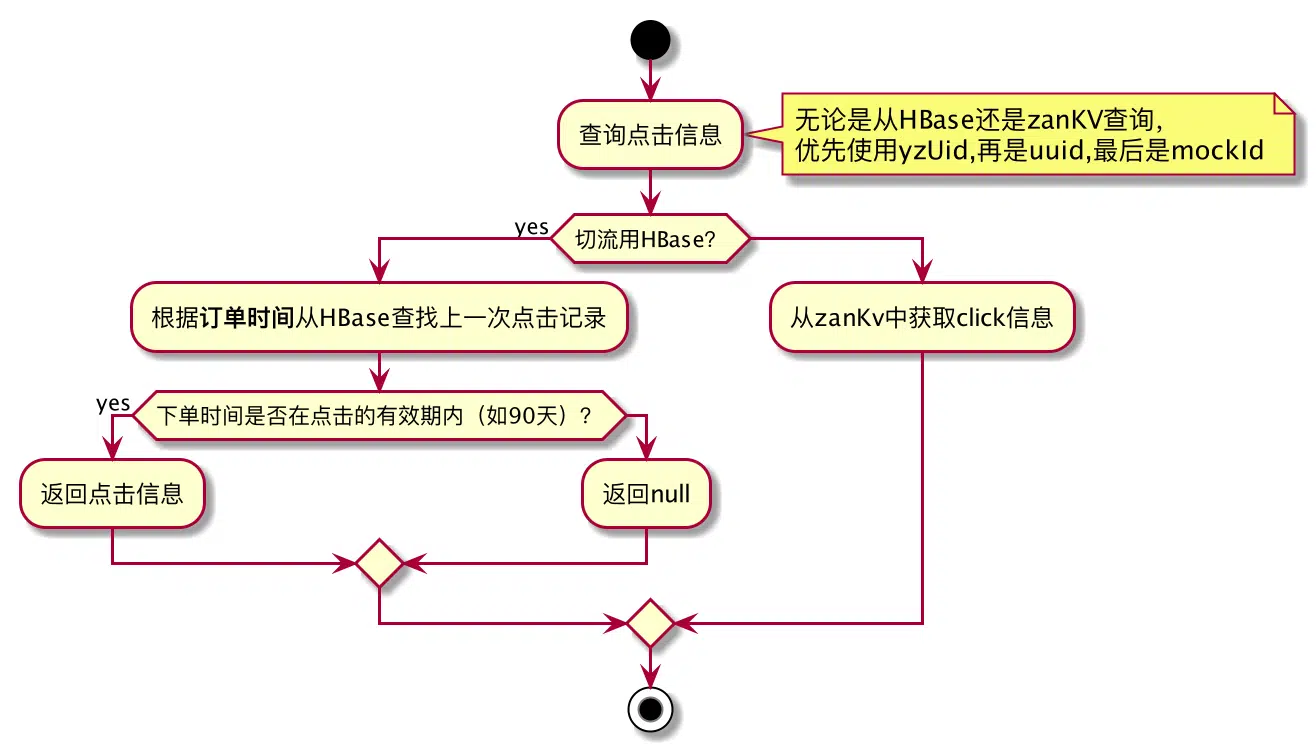 查询点击信息
无论是从HBase还是zanKV查询,
优先使用yzUid,再是uuid,最后是mockId
yes
切流用HBase?
根据订单时间从HBase查找上一次点击记录
从zanKv中获取click信息
yes
下单时间是否在点击的有效期内（如90天）?
返回点击信息
返回null